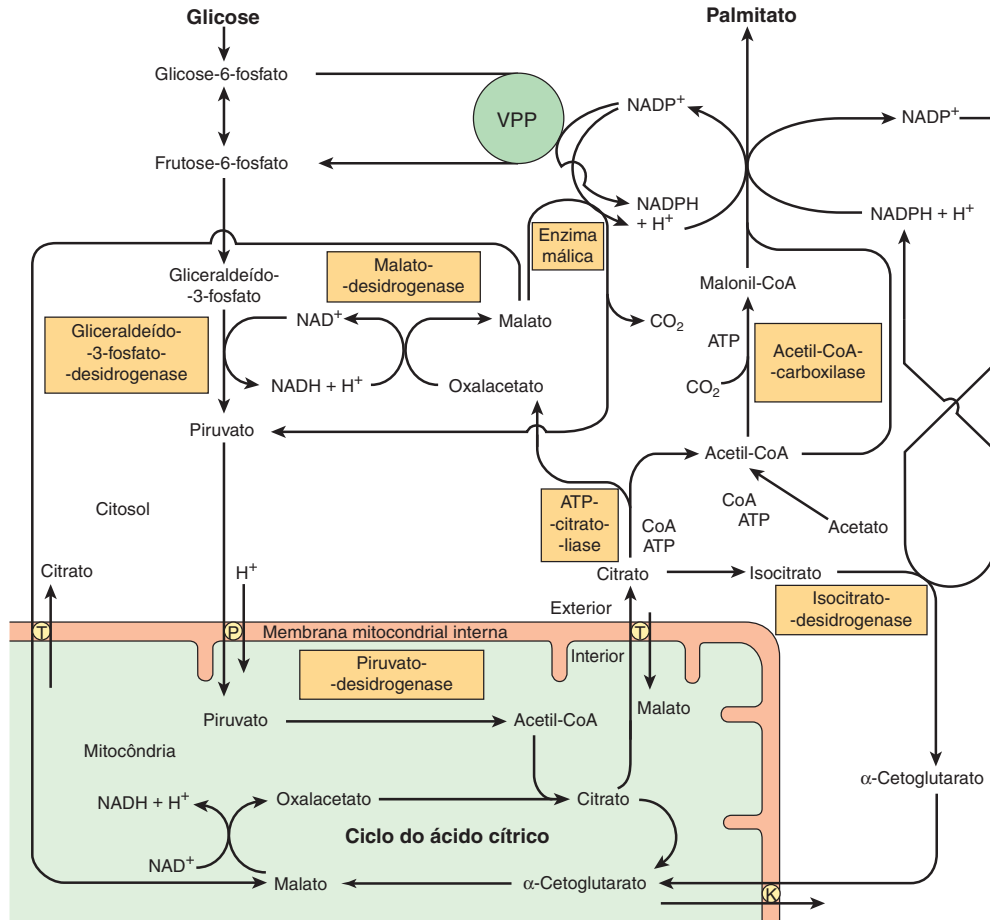 Glicose
Palmitato
Glicose-6-fosfato
VPP
NADP+
NADP+
Frutose-6-fosfato
NADPH
+ H+
NADPH + H+
Enzima
málica
Gliceraldeído-
-3-fosfato
Malato-
-desidrogenase
Malonil-CoA
Gliceraldeído-
-3-fosfato-
-desidrogenase
NAD+
Malato
CO2
ATP
Acetil-CoA-
-carboxilase
NADH + H+
Oxalacetato
CO2
Piruvato
Acetil-CoA
Citosol
ATP-
-citrato-
-liase
CoA
ATP
CoA
ATP
Acetato
Citrato
H+
Citrato
Isocitrato
Exterior
Isocitrato-
-desidrogenase
T
P
Membrana mitocondrial interna
T
Interior
Piruvato-
-desidrogenase
Malato
Piruvato
Acetil-CoA
Mitocôndria
α-Cetoglutarato
NADH + H+
Oxalacetato
Citrato
Ciclo do ácido cítrico
NAD+
Malato
α-Cetoglutarato
K